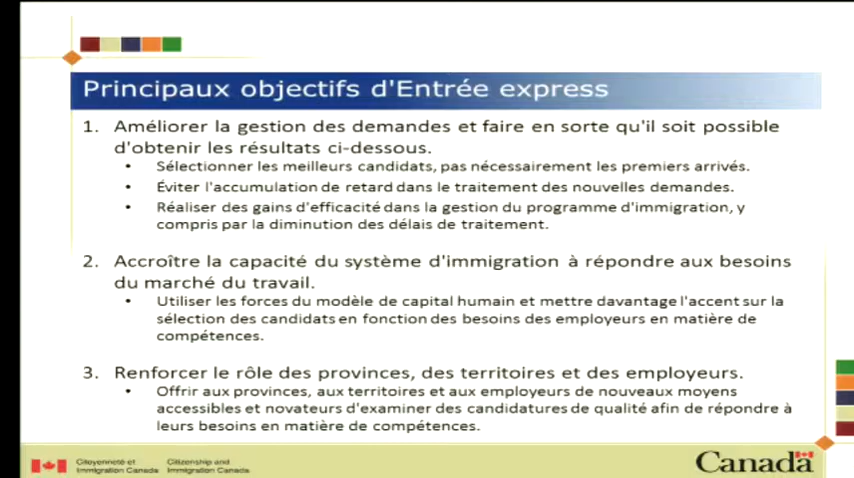 Principaux objectifs d'Entrée express
1. Améliorer la gestion des demandes et faire en sorte qu'il soit possible
d'obtenir les résultats ci-dessous.
• Sélectionner les meilleurs candidats, pas nécessairement les premiers arrivés.
• Éviter l'accumulation de retard dans le traitement des nouvelles demandes.
• Réaliser des gains d'efficacité dans la gestion du programme d'immigration, y
compris par la diminution des délais de traitement.
2. Accroître la capacité du système d'immigration à répondre aux besoins
du marché du travail.
• Utiliser les forces du modèle de capital humain et mettre davantage l'accent sur la
sélection des candidats en fonction des besoins des employeurs en matière de
compétences.
3. Renforcer le rôle des provinces, des territoires et des employeurs.
• Offrir aux provinces, aux territoires et aux employeurs de nouveaux moyens
accessibles et novateurs d'examiner des candidatures de qualité afin de répondre à
leurs besoins en matière de compétences.
Citoyenneté et Citizenship and
Immigration Canada Immigration Canada
Canada